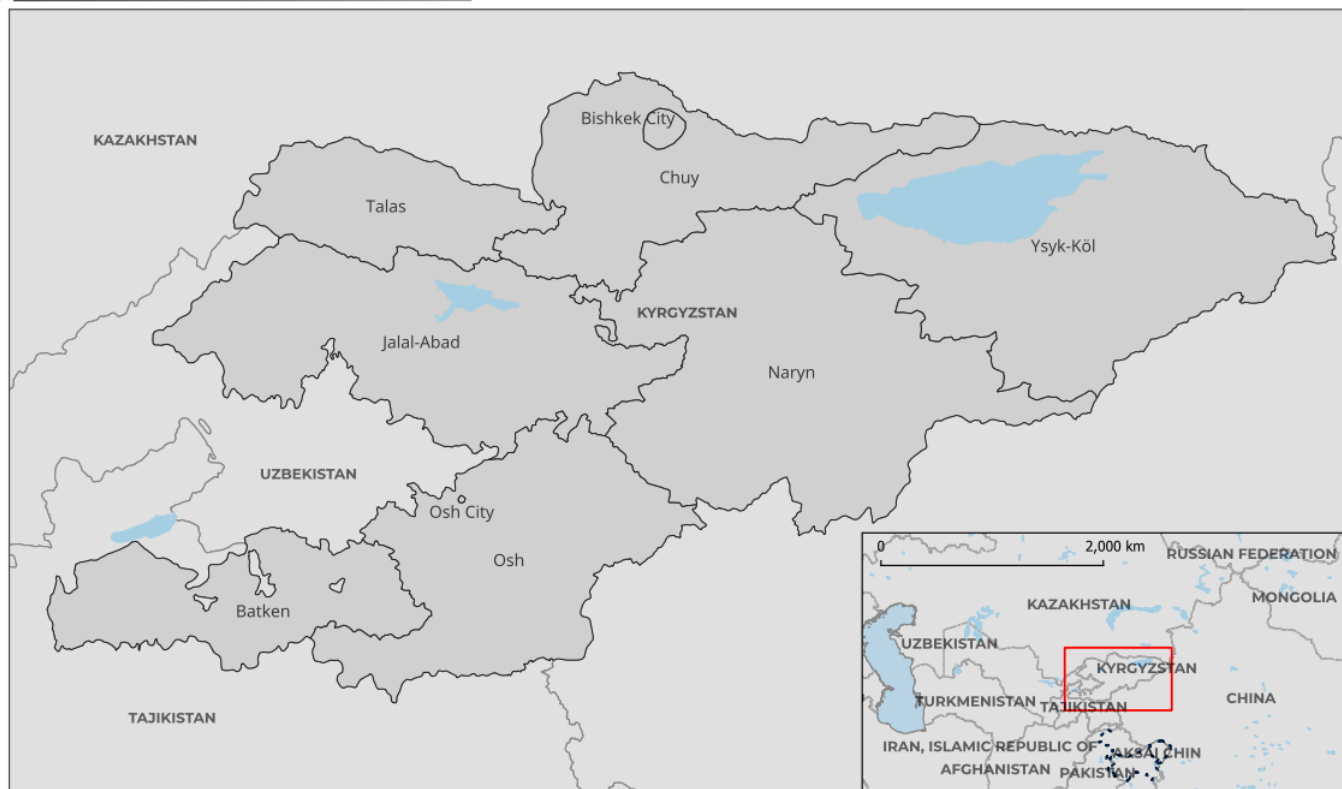 KAZAKHSTAN
Bishkek City
Chuy
Talas
Ysyk-Köl
KYRGYZSTAN
Jalal-Abad
Naryn
UZBEKISTAN
Osh City
Osh
Batken
TAJIKISTAN
0
2,000 km
RUSSIAN FEDERATION
MONGOLIA
KAZAKHSTAN
UZBEKISTAN
KYRGYZSTAN
TURKMENISTAN
TAJIKISTAN
CHINA
IRAN, ISLAMIC REPUBLIC OF
AKSAI CHIN
AFGHANISTAN
PAKISTAN